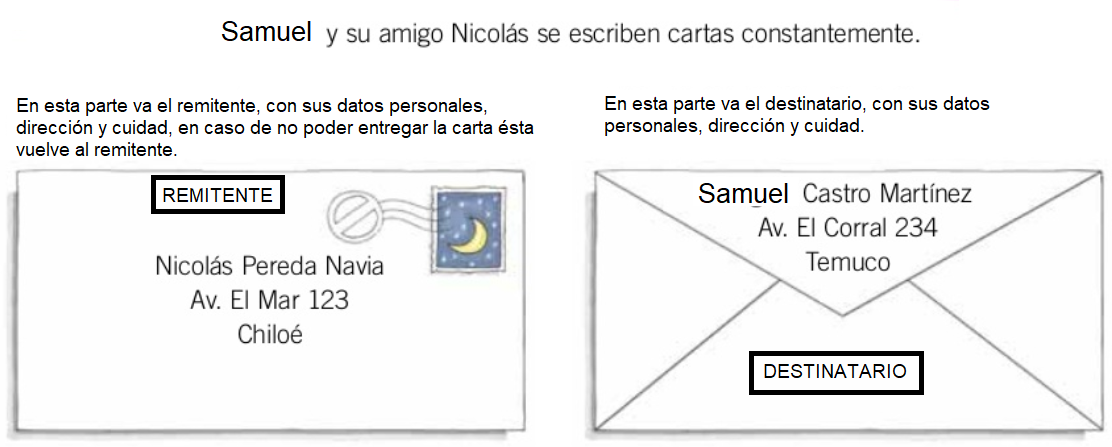 Samuel y su amigo Nicolás se escriben cartas constantemente.
En esta parte va el remitente, con sus datos personales,
dirección y cuidad, en caso de no poder entregar la carta ésta
vuelve al remitente.
REMITENTE
Nicolás Pereda Navia
Av. El Mar 123
Chiloé
En esta parte va el destinatario, con sus datos
personales, dirección y cuidad.
Samuel Castro Martínez
Av. El Corral 234
Temuco
DESTINATARIO